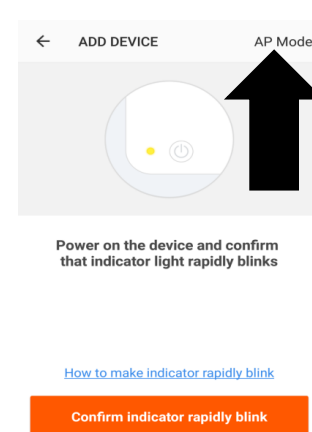 ADD DEVICE AP Mode
Power on the device and confirm
that indicator light rapidly blinks
How to make indicator rapidly blink
Confirm indicator rapidly blink